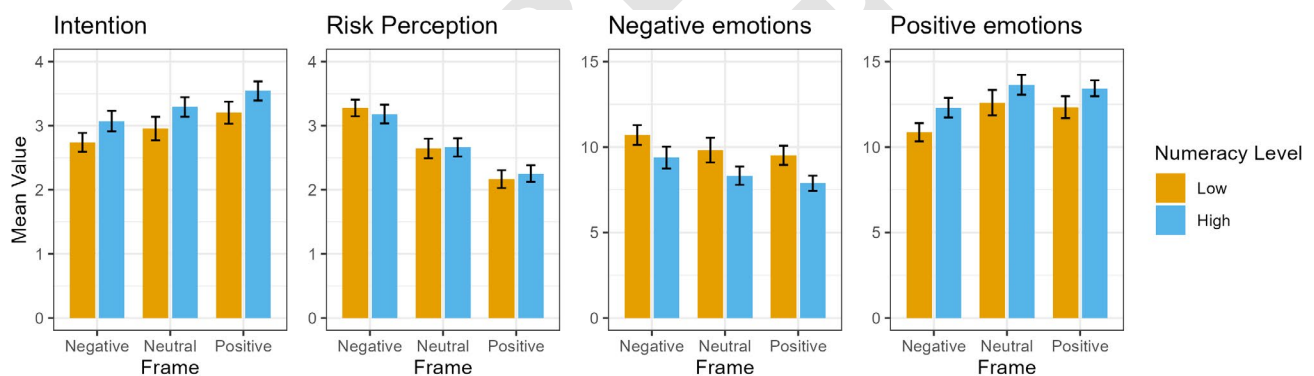 Intention
Risk Perception
Negative emotions
Positive emotions
Mean Value
4
3
2
1
0
Negative Neutral Positive
Frame
4
3
2
1
0
Negative Neutral Positive
Frame
15
10
5
0
Negative Neutral Positive
Frame
15
10
5
0
Negative Neutral Positive
Frame
Numeracy Level
Low
High